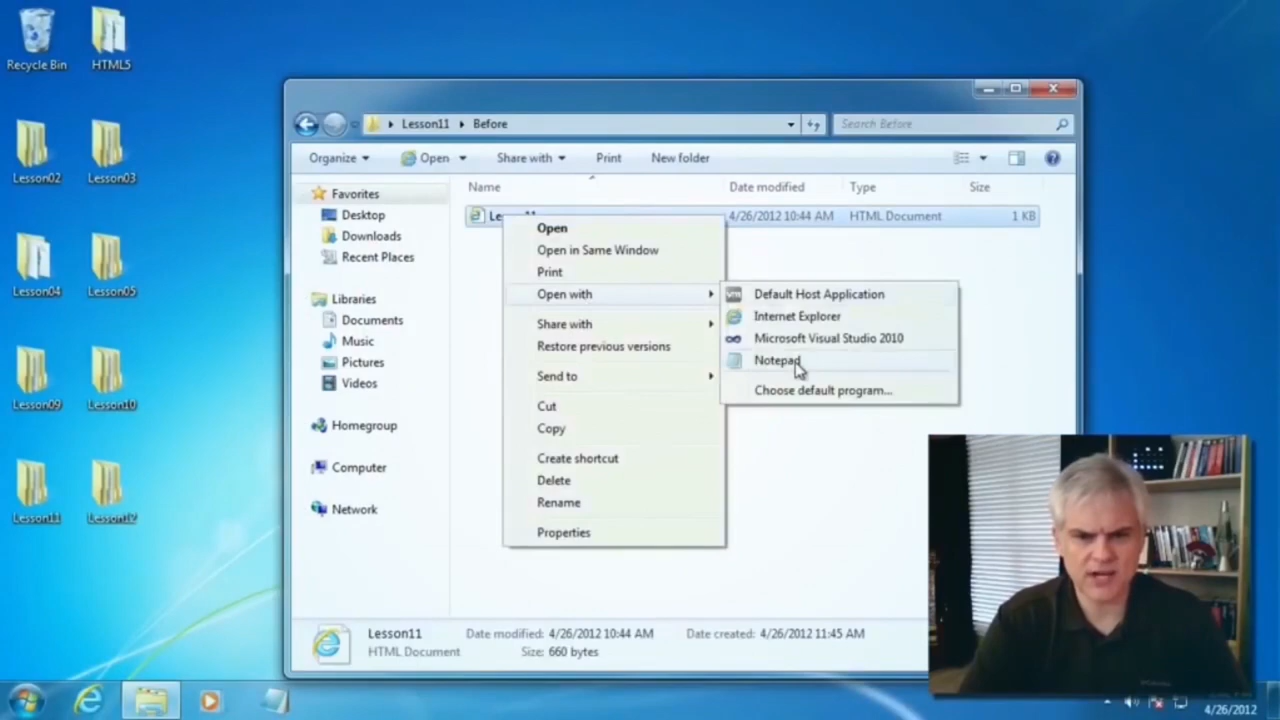 Recycle Bin
HTML5
Lesson02
Lesson03
Lesson04
Lesson05
Lesson09
Lesson10
Lesson11
Lesson12
Lesson11 Before
Search Before
Organize Open Share with Print New folder
Name Date modified Type Size
Favorites
Desktop
Downloads
Recent Places
Libraries
Documents
Music
Pictures
Videos
Homegroup
Computer
Network
4/26/2012 10:44 AM HTML Document 1 KB
Open
Open in Same Window
Print
Open with
Share with
Restore previous versions
Send to
Cut
Copy
Create shortcut
Delete
Rename
Properties
Default Host Application
Internet Explorer
Microsoft Visual Studio 2010
Notepad
Choose default program...
Lesson11 Date modified: 4/26/2012 10:44 AM Date created: 4/26/2012 11:45 AM
HTML Document Size: 660 bytes
4/26/2012